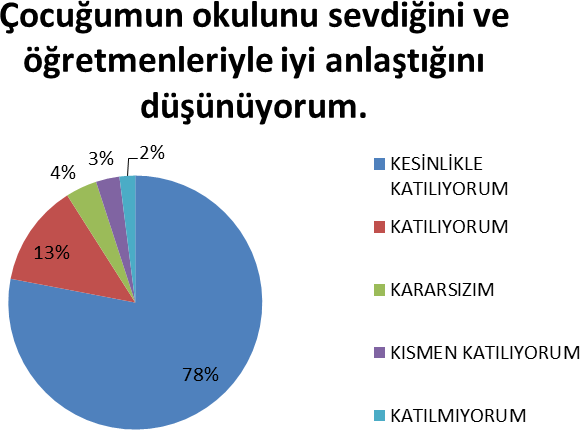 Çocuğumun okulunu sevdiğini ve
öğretmenleriyle iyi anlaştığını
düşünüyorum.
2%
3%
4%
13%
78%
KESİNLİKLE
KATILIYORUM
KATILIYORUM
KARARSIZIM
KISMEN KATILIYORUM
KATILMIYORUM